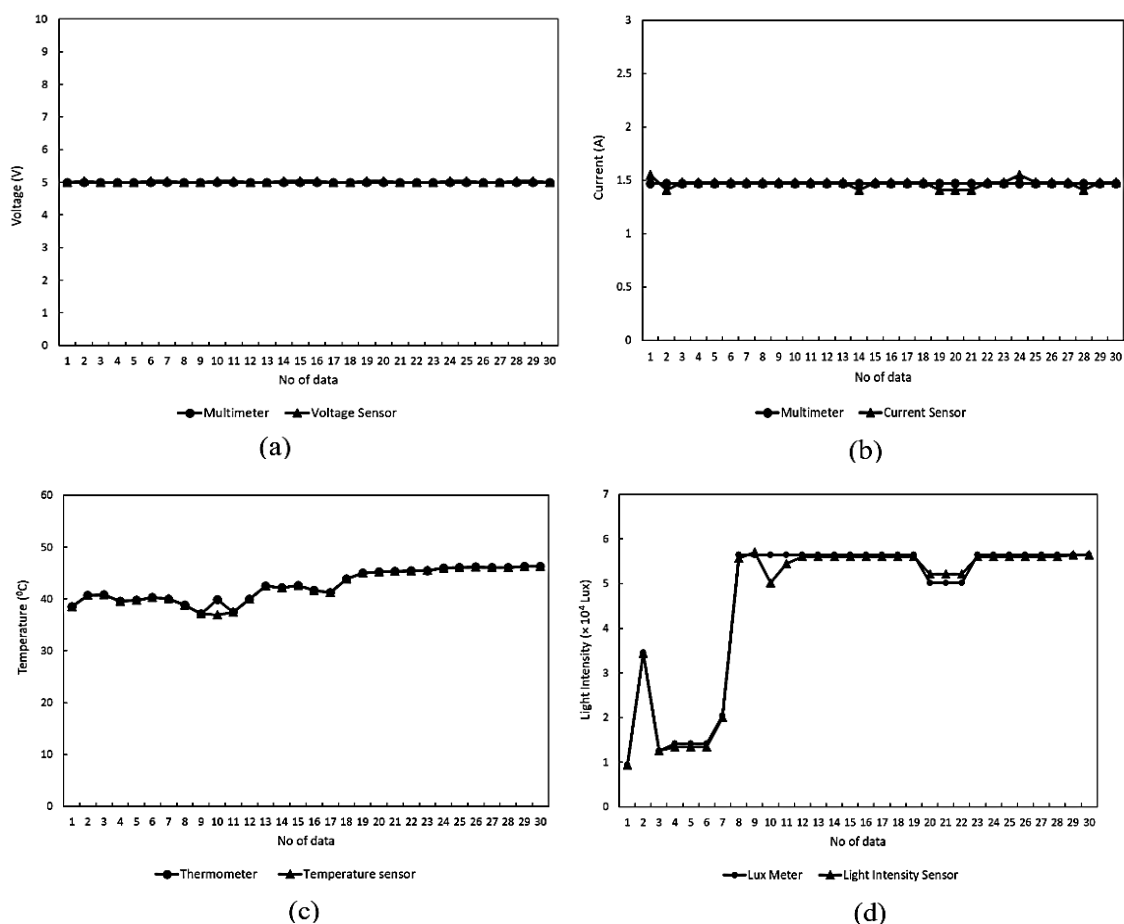 10
9
8
7
6
5
4
3
2
1
0
Voltage (V)
1 2 3 4 5 6 7 8 9 10 11 12 13 14 15 16 17 18 19 20 21 22 23 24 25 26 27 28 29 30
No of data
Multimeter Voltage Sensor
(a)
3
2.5
2
1.5
1
0.5
0
Current (A)
1 2 3 4 5 6 7 8 9 10 11 12 13 14 15 16 17 18 19 20 21 22 23 24 25 26 27 28 29 30
No of data
Multimeter Current Sensor
(b)
60
50
40
30
20
10
0
Temperature (⁰C)
1 2 3 4 5 6 7 8 9 10 11 12 13 14 15 16 17 18 19 20 21 22 23 24 25 26 27 28 29 30
No of data
Thermometer Temperature sensor
(c)
7
6
5
4
3
2
1
0
Light Intensity (× 10⁴ Lux)
1 2 3 4 5 6 7 8 9 10 11 12 13 14 15 16 17 18 19 20 21 22 23 24 25 26 27 28 29 30
No of data
Lux Meter Light Intensity Sensor
(d)